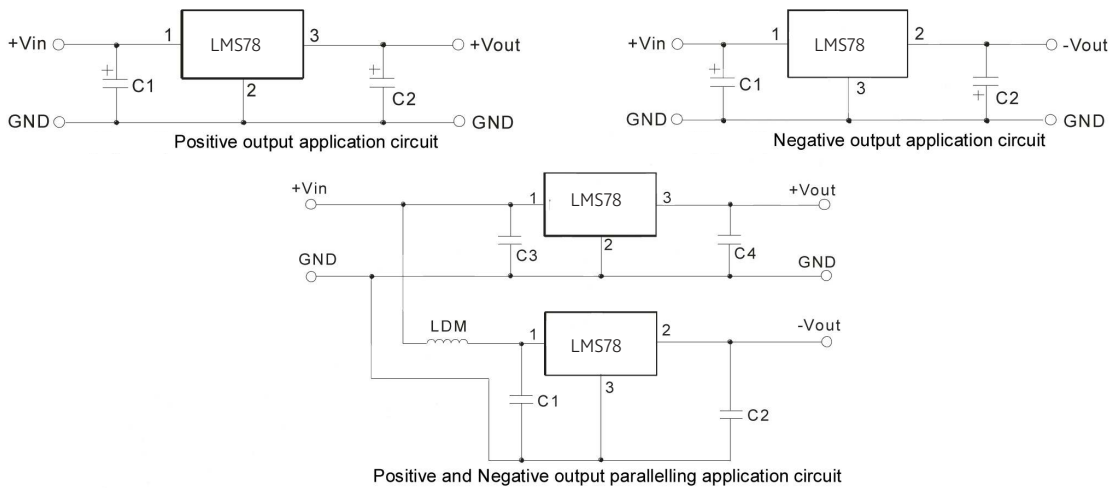 +Vin 1 LMS78 3 +Vout
+ C1 2 + C2
GND GND
Positive output application circuit
+Vin 1 LMS78 2 -Vout
+ C1 3 + C2
GND GND
Negative output application circuit
+Vin 1 LMS78 3 +Vout
C3 2 C4
GND GND
LDM 1 LMS78 2 -Vout
C1 3 C2
Positive and Negative output parallelling application circuit